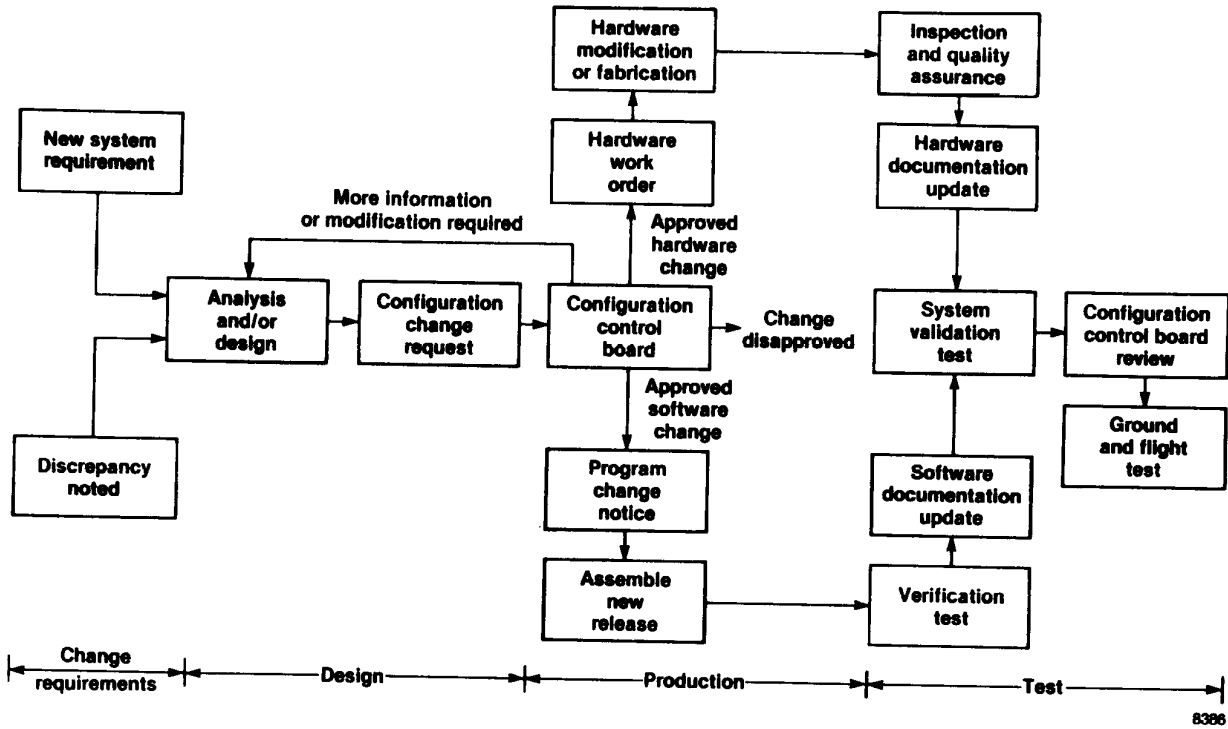 Hardware
modification
or fabrication
Inspection
and quality
assurance
New system
requirement
Hardware
work
order
Hardware
documentation
update
More information
or modification required
Approved
hardware
change
Analysis
and/or
design
Configuration
change
request
Configuration
control
board
Change
disapproved
System
validation
test
Configuration
control board
review
Approved
software
change
Ground
and flight
test
Discrepancy
noted
Program
change
notice
Software
documentation
update
Assemble
new
release
Verification
test
Change
requirements
Design
Production
Test
8386